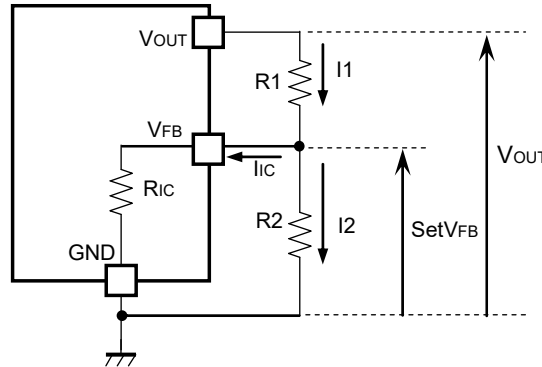 VOUT
R1
I1
VFB
IIC
VOUT
RIC
R2
I2
SetVFB
GND